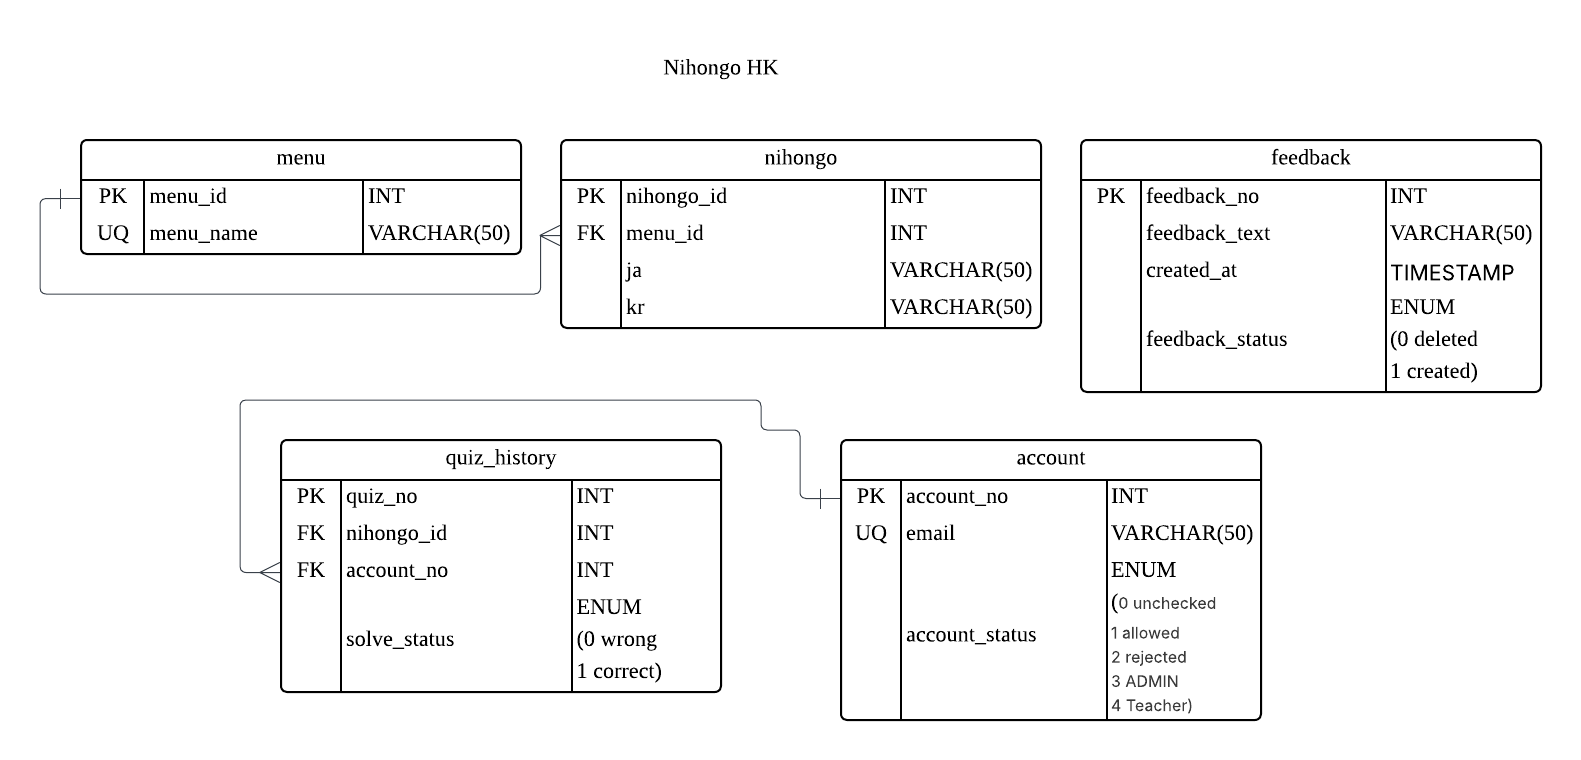 Nihongo HK
menu
PK menu_id INT
UQ menu_name VARCHAR(50)
nihongo
PK nihongo_id INT
FK menu_id INT
ja VARCHAR(50)
kr VARCHAR(50)
feedback
PK feedback_no INT
feedback_text VARCHAR(50)
created_at TIMESTAMP
ENUM
feedback_status (0 deleted
1 created)
quiz_history
PK quiz_no INT
FK nihongo_id INT
FK account_no INT
ENUM
solve_status (0 wrong
1 correct)
account
PK account_no INT
UQ email VARCHAR(50)
ENUM
(0 unchecked
account_status 1 allowed
2 rejected
3 ADMIN
4 Teacher)